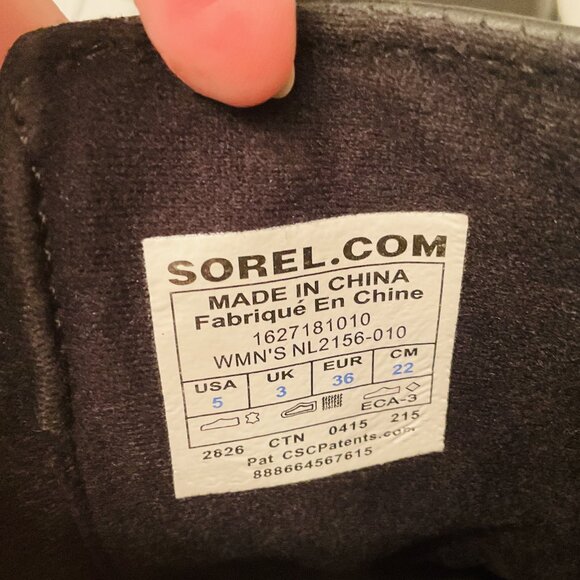 SOREL.COM
MADE IN CHINA
Fabriqué En Chine
1627181010
WMN'S NL2156-010
USA UK EUR CM
5 3 36 22
ECA-3
2826 CTN 0415 215
Pat CSCPatents.com
888664567615